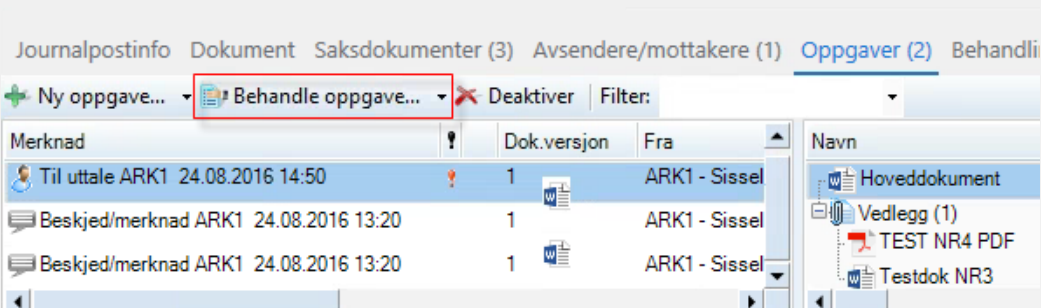 Journalpostinfo Dokument Saksdokumenter (3) Avsendere/mottakere (1) Oppgaver (2) Behandli
Ny oppgave... Behandle oppgave... Deaktiver Filter:
Merknad Dok.versjon Fra Navn
Til uttale ARK1 24.08.2016 14:50 1 ARK1 - Sissel Hoveddokument
Beskjed/merknad ARK1 24.08.2016 13:20 1 ARK1 - Sissel Vedlegg (1)
TEST NR4 PDF
Beskjed/merknad ARK1 24.08.2016 13:20 1 ARK1 - Sissel Testdok NR3